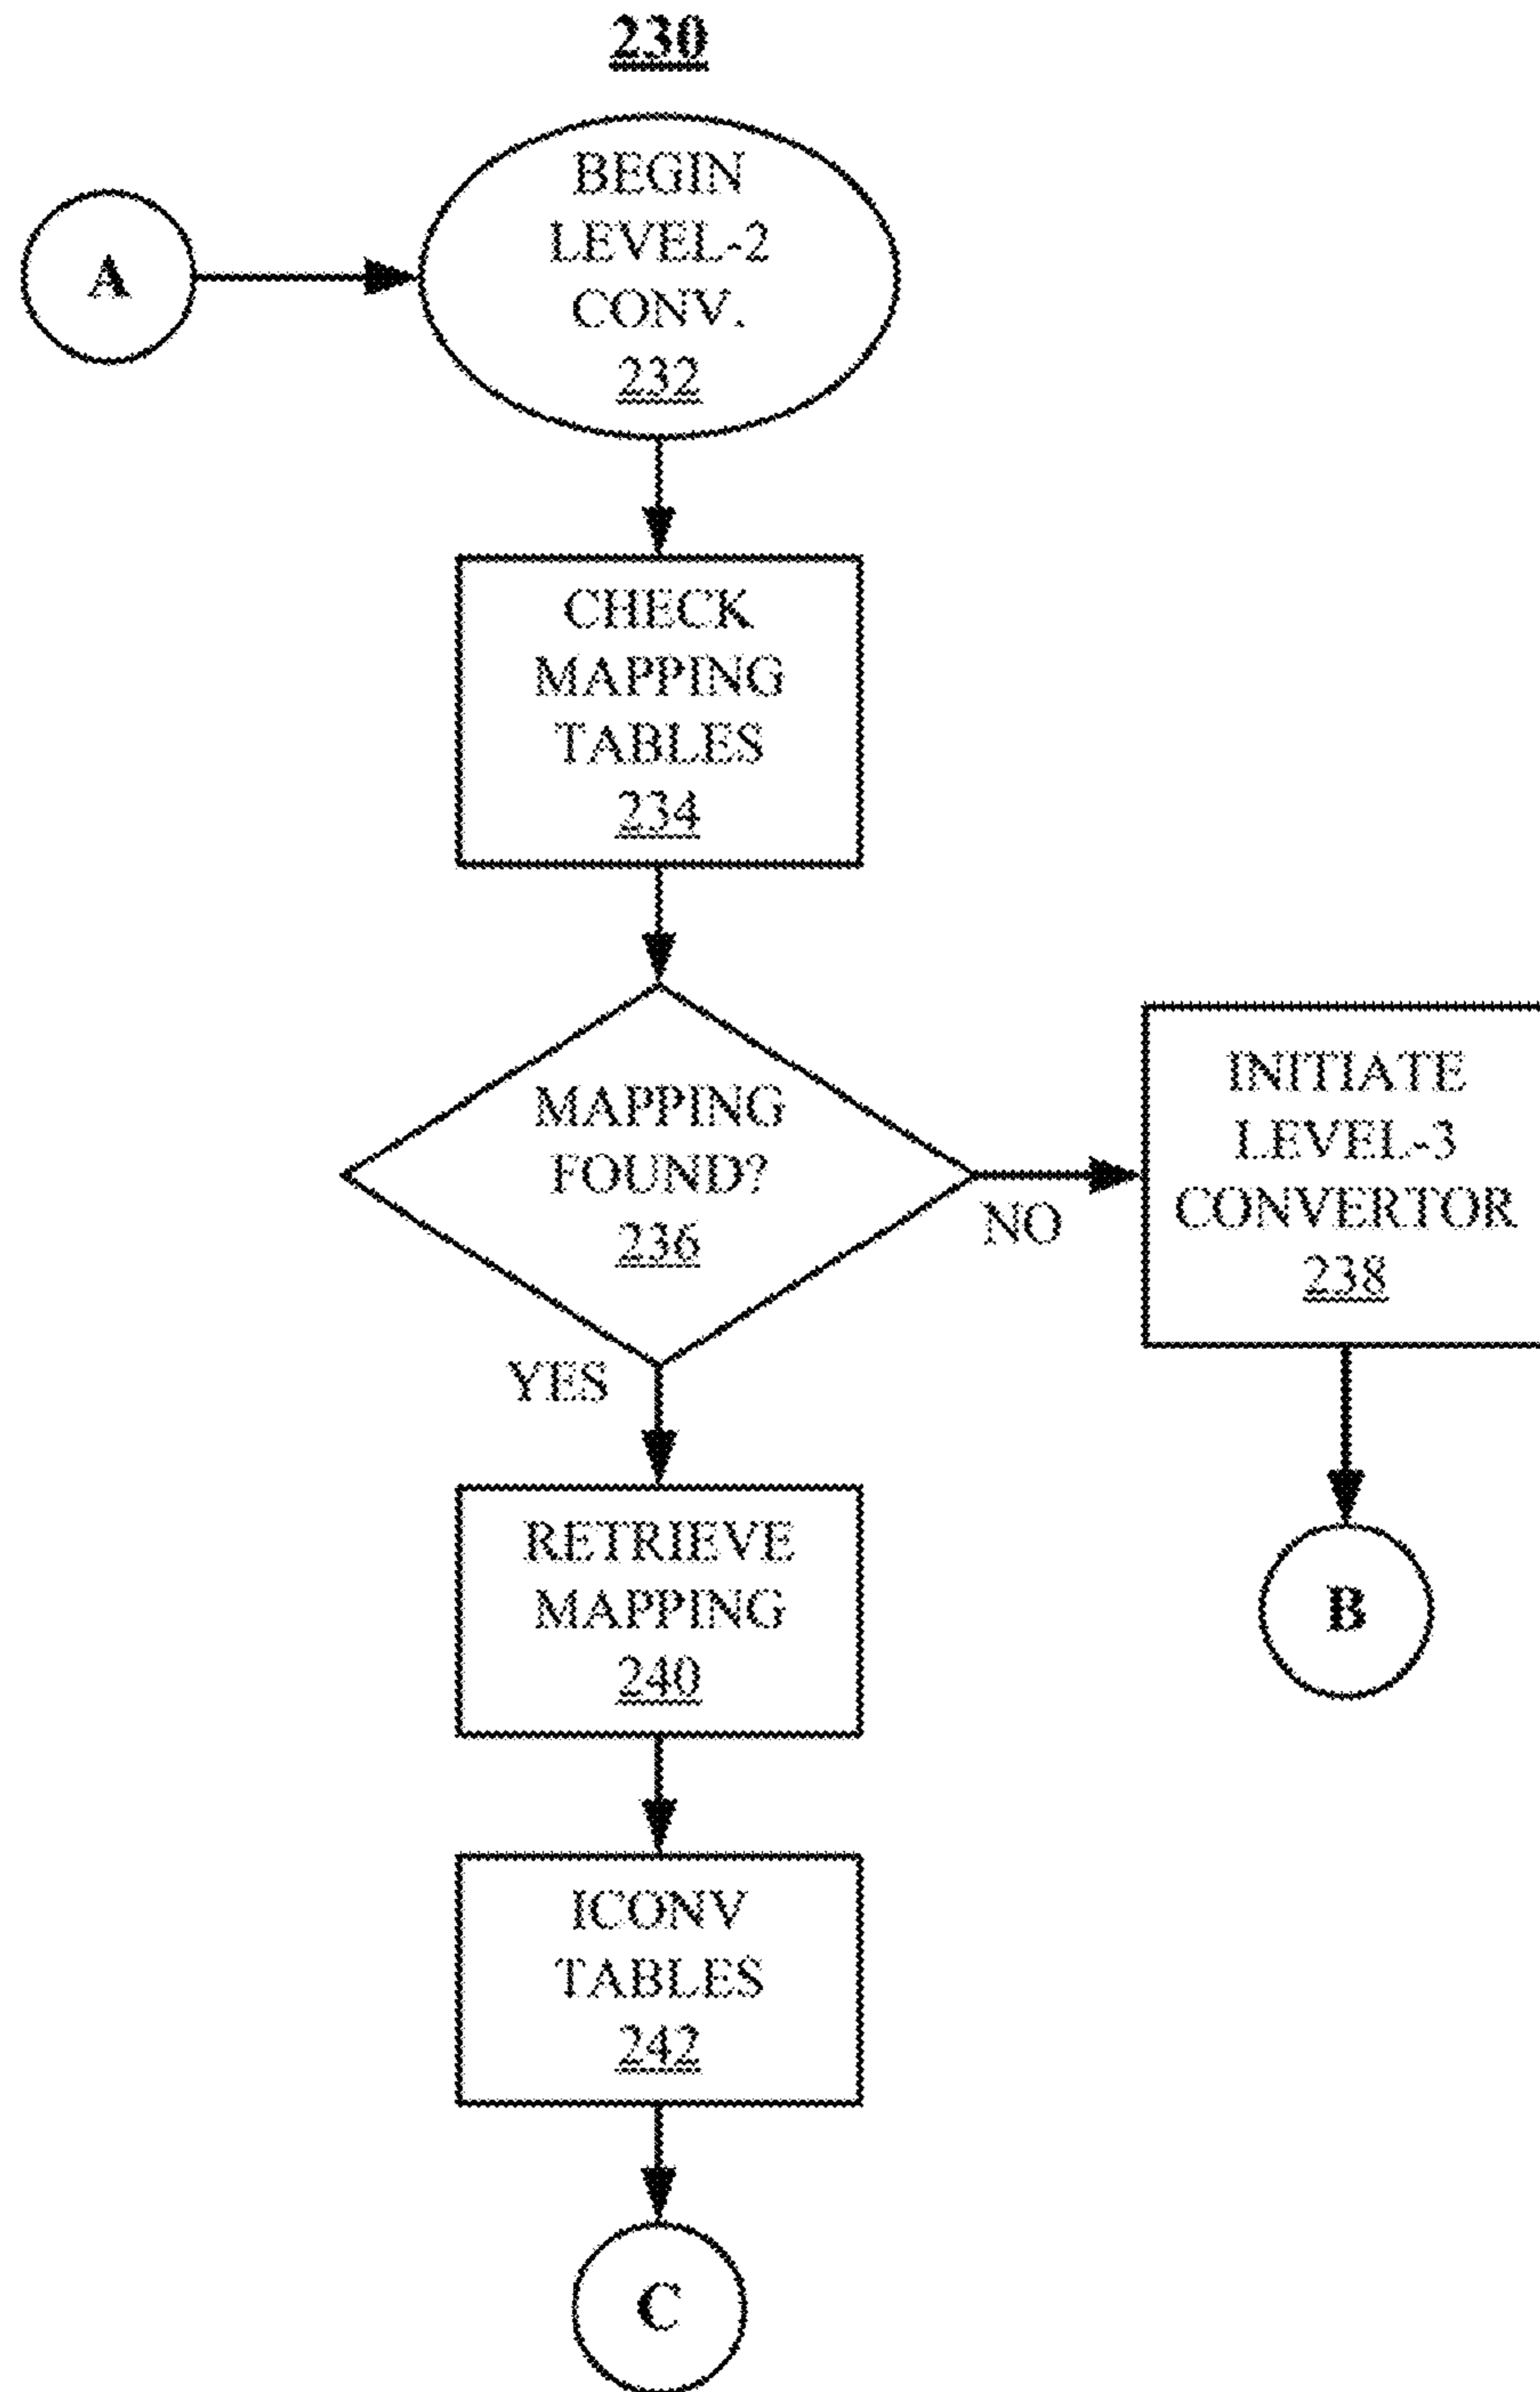 230
A
BEGIN
LEVEL-2
CONV.
232
CHECK
MAPPING
TABLES
234
MAPPING
FOUND?
236
NO
INITIATE
LEVEL-3
CONVERTOR
238
YES
B
RETRIEVE
MAPPING
240
ICONV
TABLES
242
C